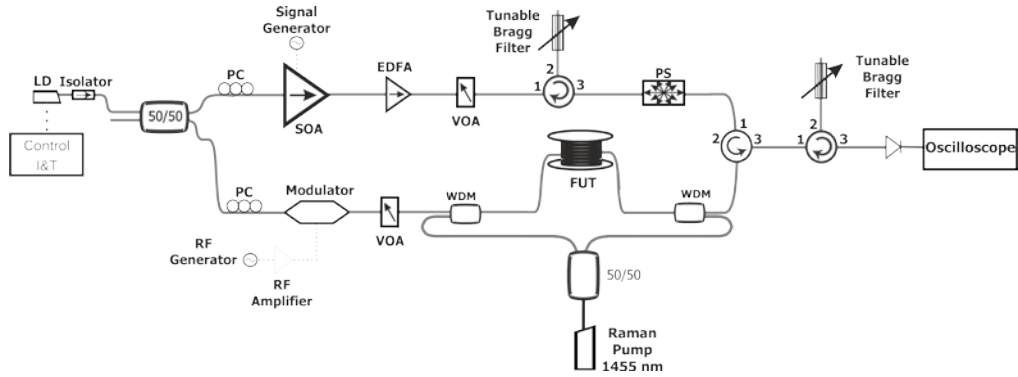 Signal
Generator
Tunable
Bragg
Filter
Tunable
Bragg
Filter
LD Isolator
PC
EDFA
PS
50/50
SOA
VOA
1 2 3
1 2 3
1 2 3
Control
I&T
Oscilloscope
FUT
PC
Modulator
WDM
WDM
VOA
RF
Generator
RF
Amplifier
50/50
Raman
Pump
1455 nm